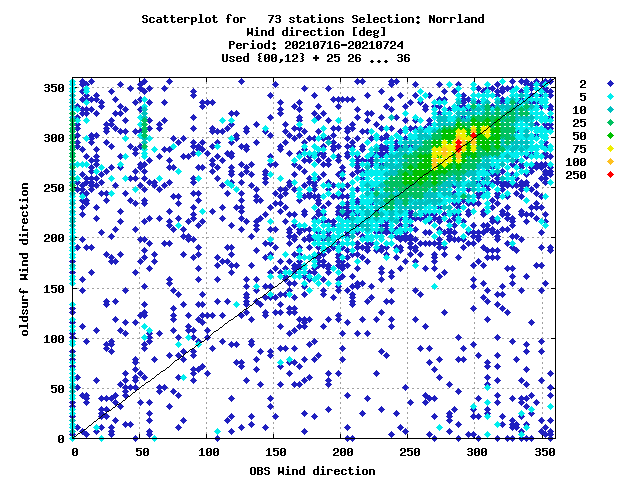 Scatterplot for 73 stations Selection: Norrland
Wind direction [deg]
Period: 20210716-20210724
Used {00,12} + 25 26 ... 36
350
300
250
200
150
100
50
0
oldsurf Wind direction
0 50 100 150 200 250 300 350
OBS Wind direction
2
5
10
25
50
75
100
250